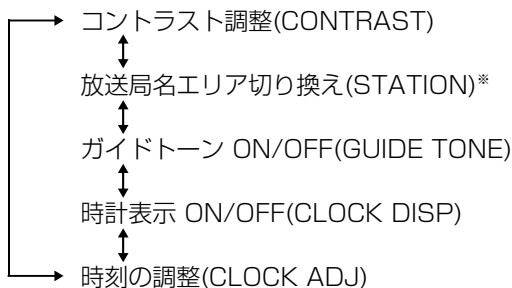 コントラスト調整(CONTRAST)
放送局名エリア切り換え(STATION)※
ガイドトーン ON/OFF(GUIDE TONE)
時計表示 ON/OFF(CLOCK DISP)
時刻の調整(CLOCK ADJ)